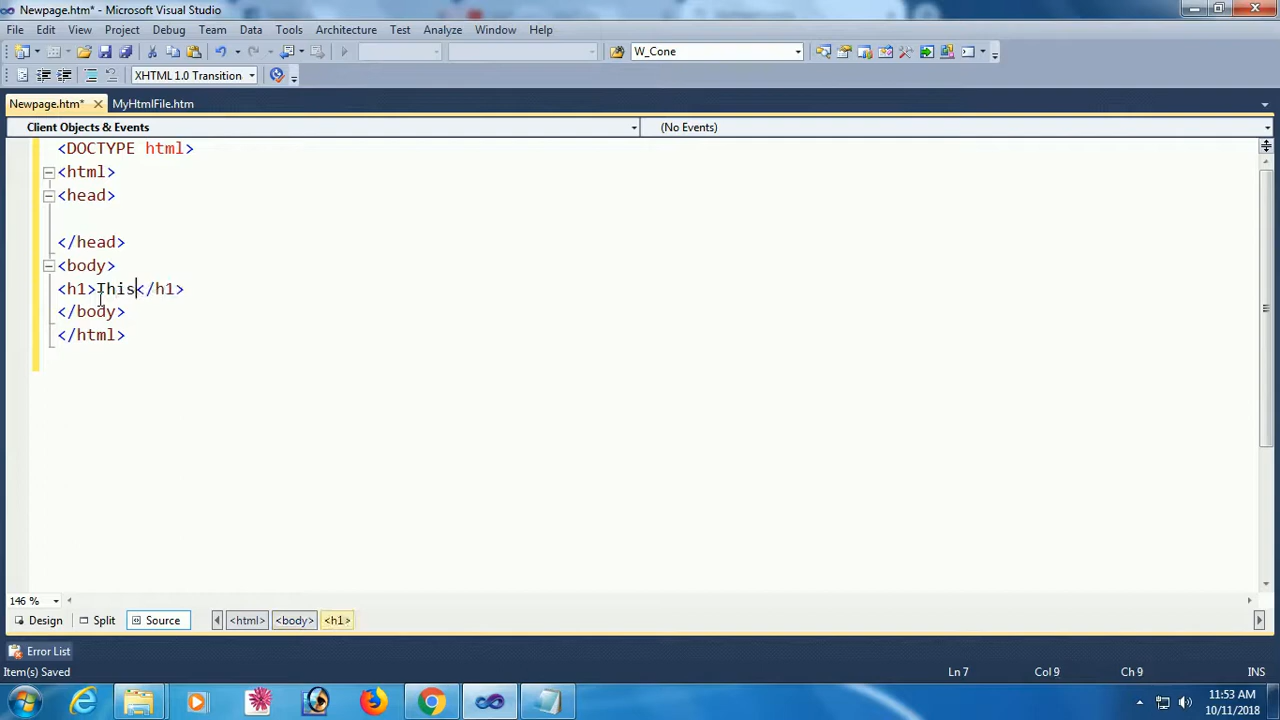 Newpage.htm* - Microsoft Visual Studio
File Edit View Project Debug Team Data Tools Architecture Test Analyze Window Help
W_Cone
XHTML 1.0 Transition
Newpage.htm* MyHtmlFile.htm
Client Objects & Events (No Events)
<DOCTYPE html>
<html>
<head>
</head>
<body>
<h1>This</h1>
</body>
</html>
146 %
Design Split Source <html> <body> <h1>
Error List
Item(s) Saved Ln 7 Col 9 Ch 9 INS
11:53 AM
10/11/2018